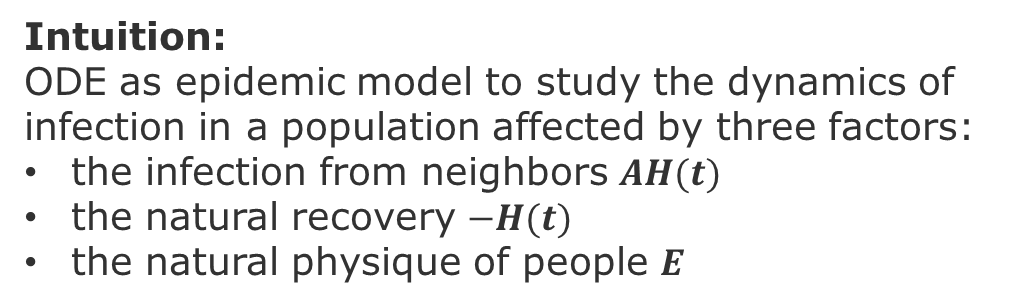 Intuition:
ODE as epidemic model to study the dynamics of
infection in a population affected by three factors:
• the infection from neighbors AH(t)
• the natural recovery −H(t)
• the natural physique of people E